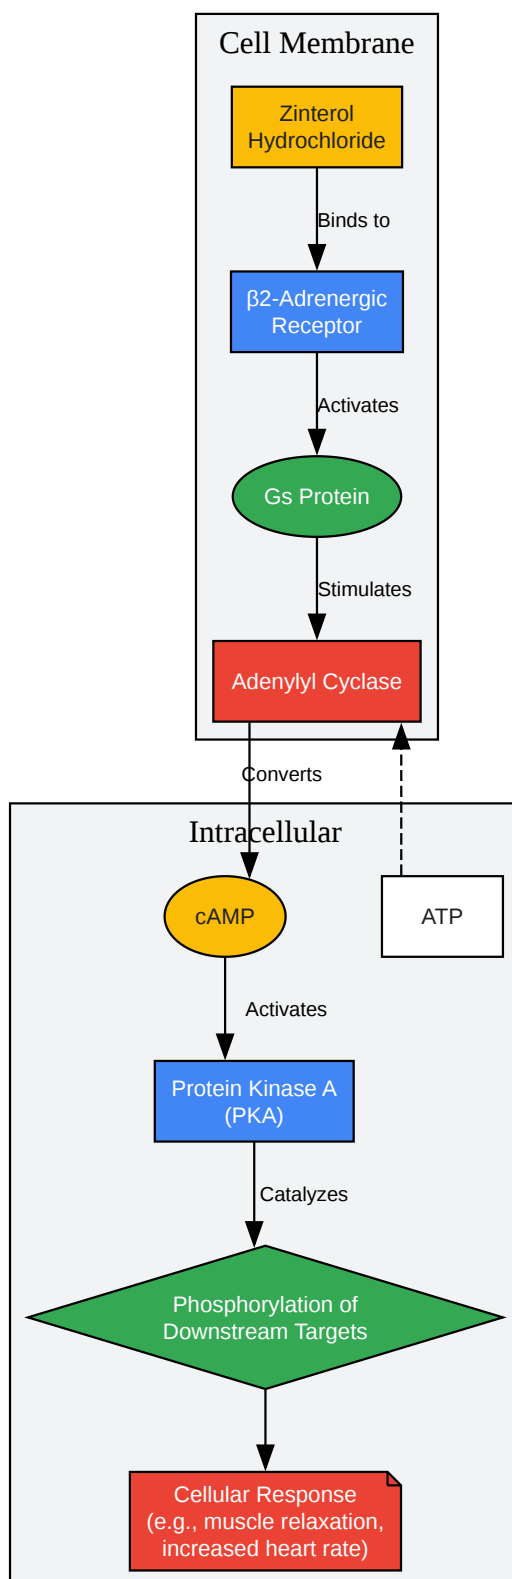 Cell Membrane
Zinterol
Hydrochloride
Binds to
β2-Adrenergic
Receptor
Activates
Gs Protein
Stimulates
Adenylyl Cyclase
Converts
Intracellular
cAMP
ATP
Activates
Protein Kinase A
(PKA)
Catalyzes
Phosphorylation of
Downstream Targets
Cellular Response
(e.g., muscle relaxation,
increased heart rate)